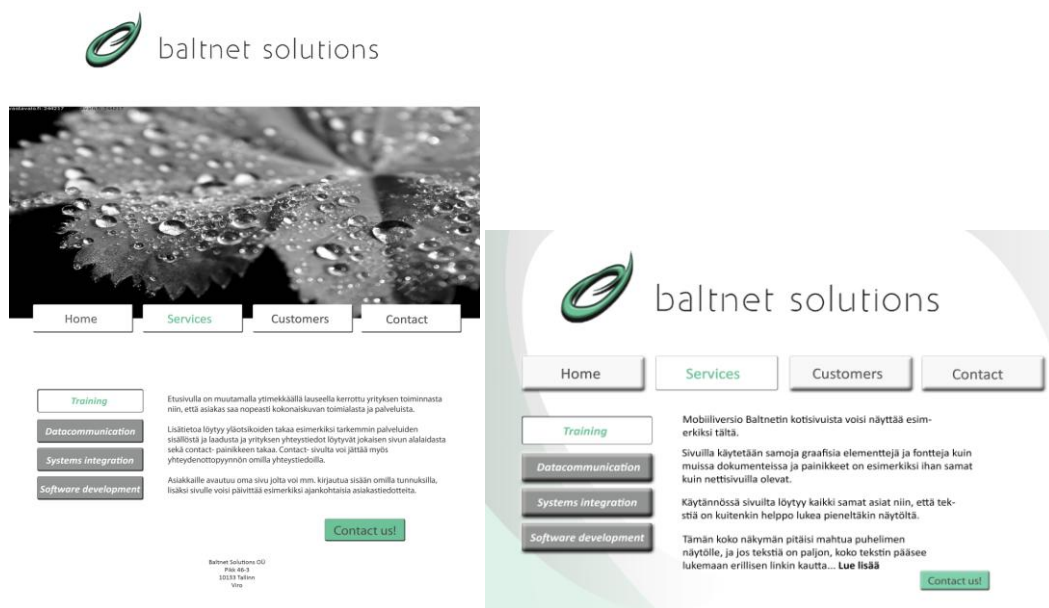 baltnet solutions
Home
Services
Customers
Contact
Training
Datacommunication
Systems integration
Software development
Etusivulla on muutamalla ytimekkäällä lauseella kerrottu yrityksen toiminnasta
niin, että asiakas saa nopeasti kokonaiskuvan toimialasta ja palveluista.
Lisätietoa löytyy yläotsikoiden takaa esimerkiksi tarkemmin palveluiden
sisällöstä ja laadusta ja yrityksen yhteystiedot löytyvät jokaisen sivun alalaidasta
sekä contact- painikkeen takaa. Contact- sivulta voi jättää myös
yhteydenottopyynnön omilla yhteystiedoilla.
Asiakkaille avautuu oma sivu jolta voi mm. kirjautua sisään omilla tunnuksilla,
lisäksi sivulle voi päivittää esimerkiksi ajankohtaisia asiakastiedotteita.
Contact us!
Baltnet Solutions OÜ
Pikk 46-3
10133 Tallinn
Viro
baltnet solutions
Home
Services
Customers
Contact
Training
Datacommunication
Systems integration
Software development
Mobiiliversio Baltnetin kotisivuista voisi näyttää esim-
erkiksi tältä.
Sivuilla käytetään samoja graafisia elementtejä ja fontteja kuin
muissa dokumenteissa ja painikkeet on esimerkiksi ihan samat
kuin nettisivuilla olevat.
Käytännössä sivuilta löytyy kaikki samat asiat niin, että tek-
stiä on kuitenkin helppo lukea pieneltäkin näytöltä.
Tämän koko näkymän pitäisi mahtua puhelimen
näytölle, ja jos tekstiä on paljon, koko tekstin pääsee
lukemaan erillisen linkin kautta... Lue lisää
Contact us!